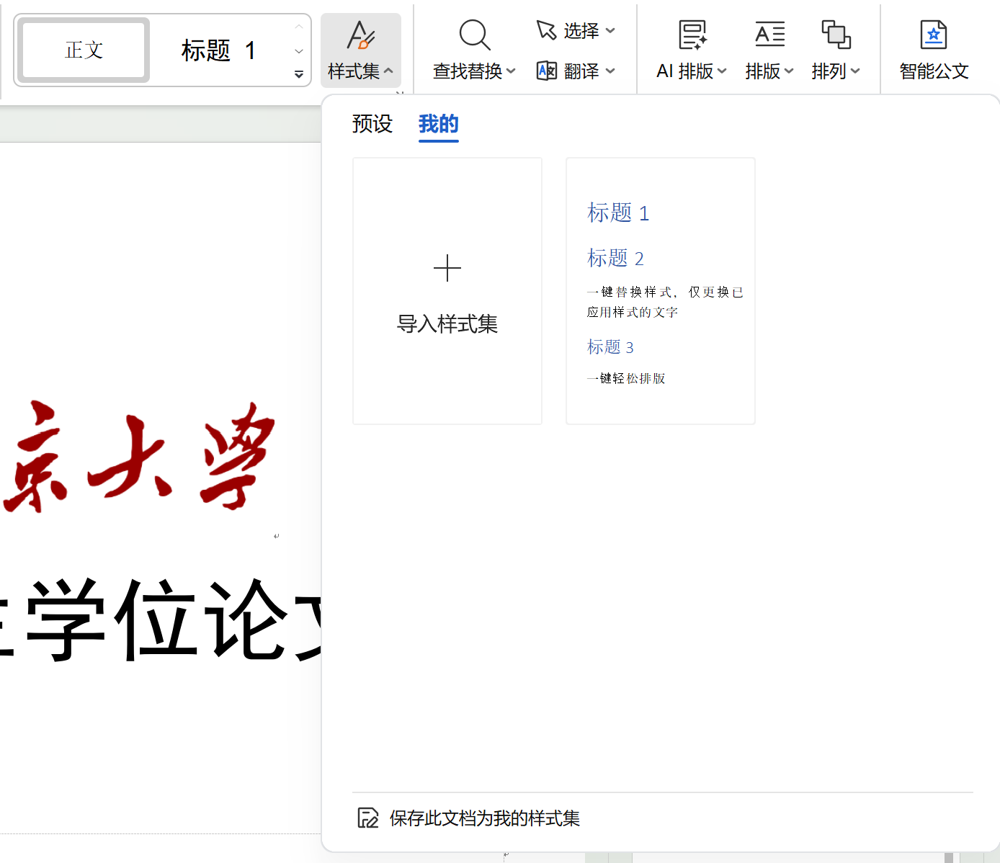 正文
标题 1
样式集
查找替换
选择
翻译
AI 排版
排版
排列
智能公文
预设
我的
导入样式集
标题 1
标题 2
一键替换样式，仅更换已
应用样式的文字
标题 3
一键轻松排版
京大学
学位论
保存此文档为我的样式集